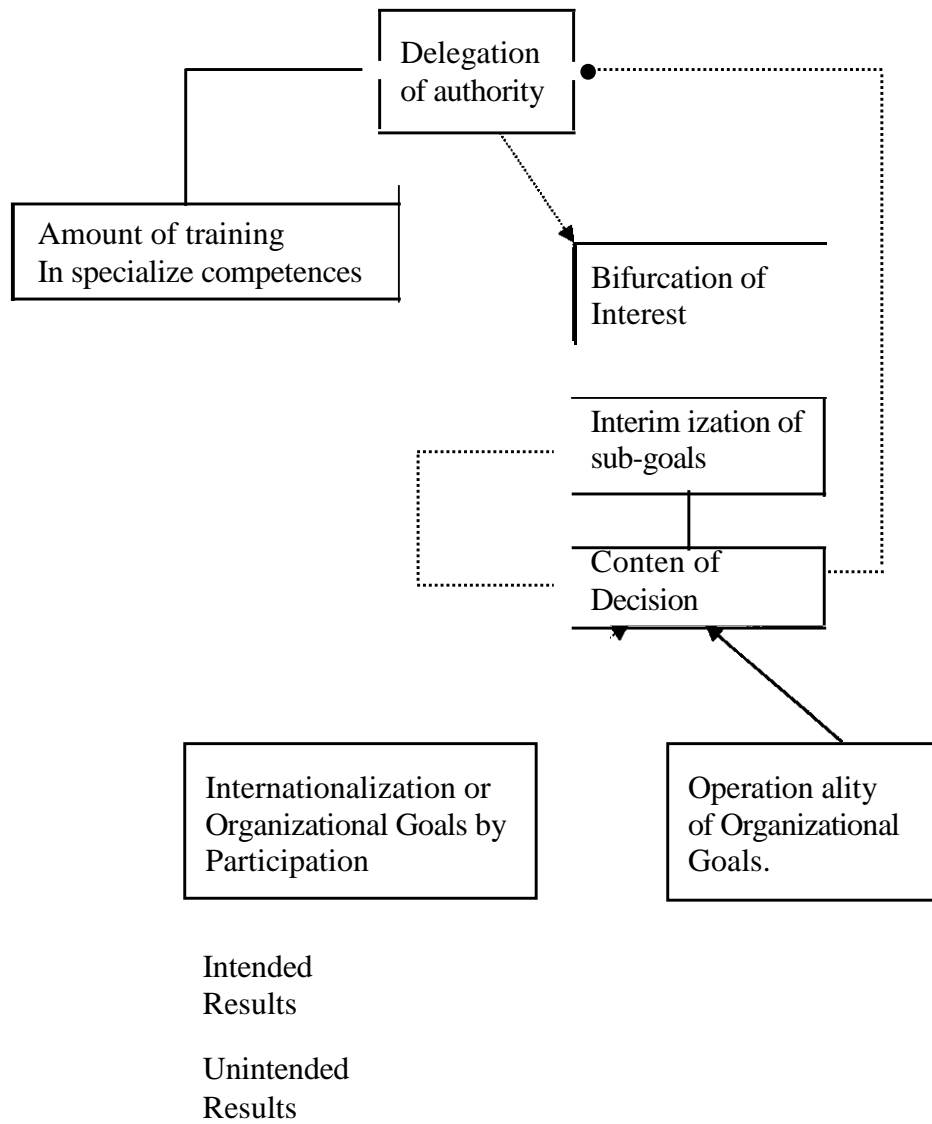 Delegation
of authority
Amount of training
In specialize competences
Bifurcation of
Interest
Interim ization of
sub-goals
Conten of
Decision
Internationalization or
Organizational Goals by
Participation
Operation ality
of Organizational
Goals.
Intended
Results
Unintended
Results